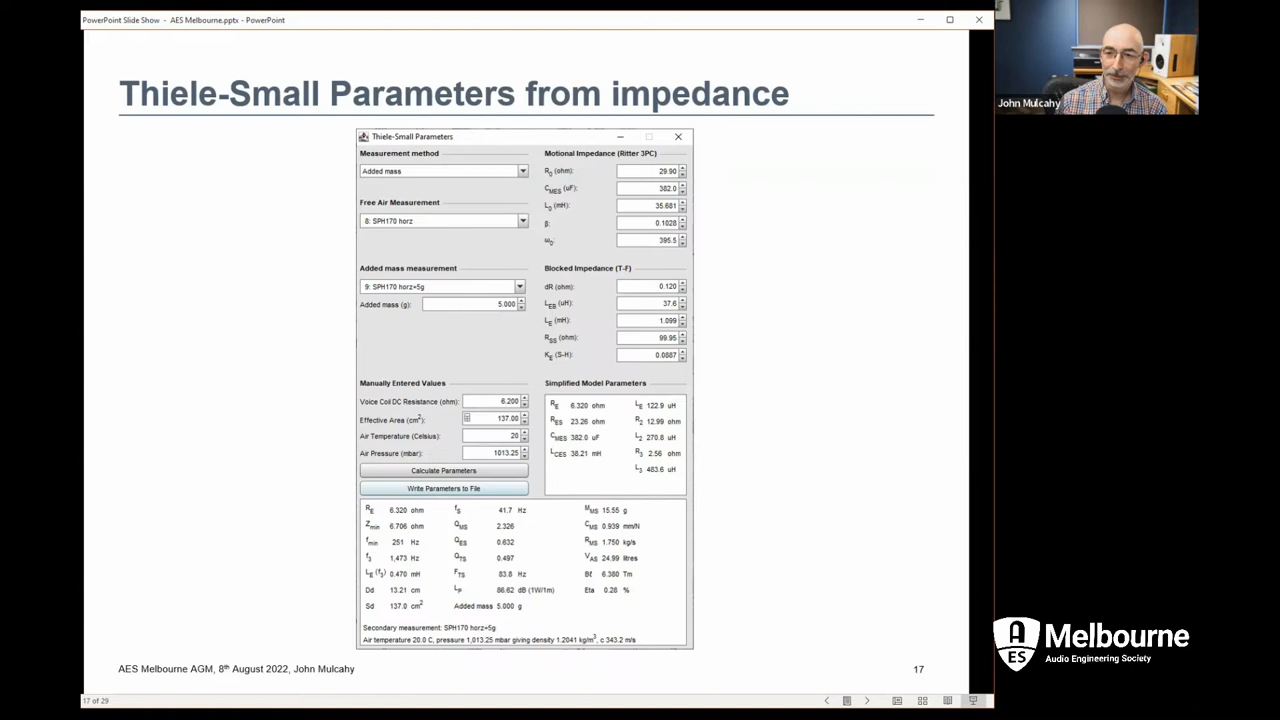 PowerPoint Slide Show - AES Melbourne.pptx - PowerPoint
John Mulcahy
Thiele-Small Parameters from impedance
Thiele-Small Parameters
Measurement method
Added mass
Free Air Measurement
8: SPH170 horz
Added mass measurement
9: SPH170 horz+5g
Added mass (g): 5.000
Motional Impedance (Ritter 3PC)
R0 (ohm): 29.90
CMES (uF): 382.0
L0 (mH): 35.681
β: 0.1028
ω0: 395.5
Blocked Impedance (T-F)
dR (ohm): 0.120
LEB (uH): 37.6
LE (mH): 1.099
RSS (ohm): 99.95
KE (S-H): 0.0887
Manually Entered Values
Voice Coil DC Resistance (ohm): 6.200
Effective Area (cm²): 137.00
Air Temperature (Celsius): 20
Air Pressure (mbar): 1013.25
Calculate Parameters
Write Parameters to File
Simplified Model Parameters
RE 6.320 ohm LE 122.9 uH
RES 23.26 ohm R2 12.99 ohm
CMES 382.0 uF L2 270.8 uH
LCES 38.21 mH R3 2.56 ohm
L3 483.6 uH
RE 6.320 ohm fS 41.7 Hz MMS 15.55 g
Zmin 6.706 ohm QMS 2.326 CMS 0.939 mm/N
fmin 251 Hz QES 0.632 RMS 1.750 kg/s
f3 1,473 Hz QTS 0.497 VAS 24.99 litres
LE (f3) 0.470 mH FTS 83.8 Hz Bℓ 6.380 Tm
Dd 13.21 cm LP 86.62 dB (1W/1m) Eta 0.28 %
Sd 137.0 cm² Added mass 5.000 g
Secondary measurement: SPH170 horz+5g
Air temperature 20.0 C, pressure 1,013.25 mbar giving density 1.2041 kg/m³, c 343.2 m/s
AES Melbourne AGM, 8th August 2022, John Mulcahy
17
17 of 29
AES
Melbourne
Audio Engineering Society